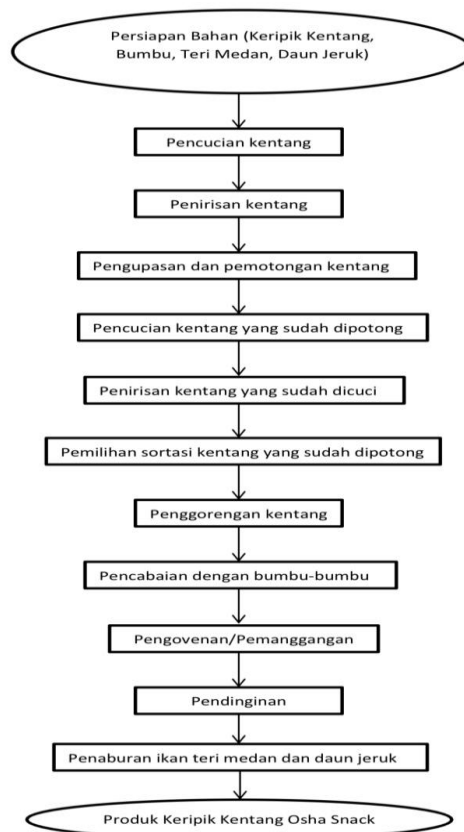 Persiapan Bahan (Keripik Kentang,
Bumbu, Teri Medan, Daun Jeruk)
Pencucian kentang
Penirisan kentang
Pengupasan dan pemotongan kentang
Pencucian kentang yang sudah dipotong
Penirisan kentang yang sudah dicuci
Pemilihan sortasi kentang yang sudah dipotong
Penggorengan kentang
Pencabaian dengan bumbu-bumbu
Pengovenan/Pemanggangan
Pendinginan
Penaburan ikan teri medan dan daun jeruk
Produk Keripik Kentang Osha Snack